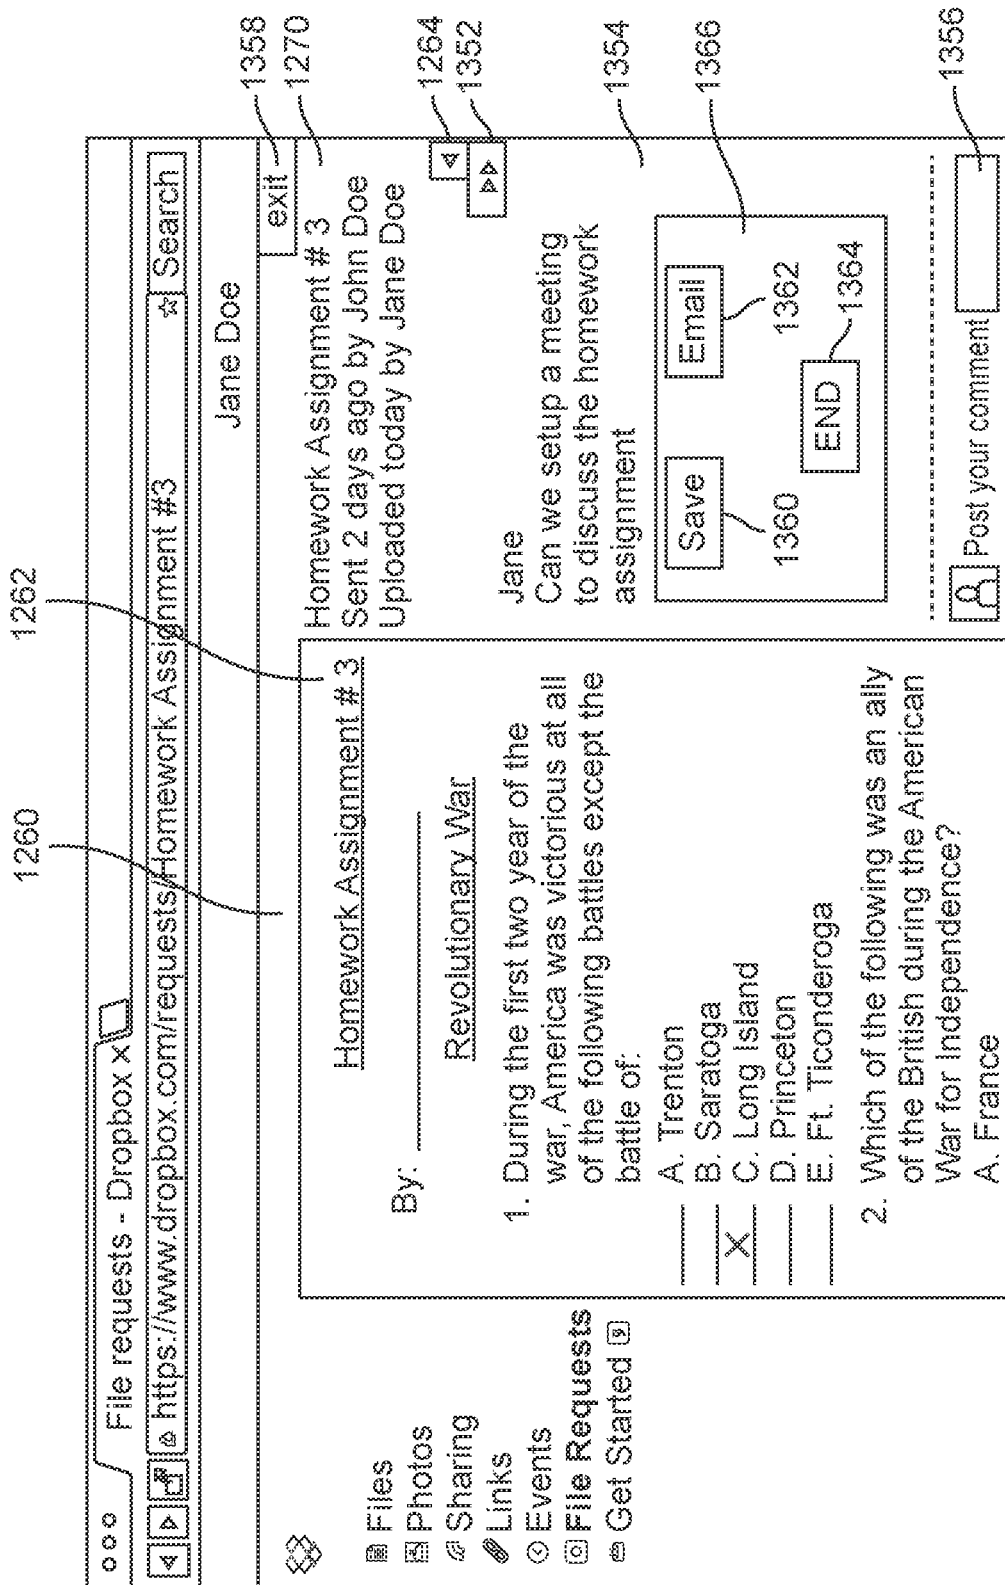 1260
1262
File requests - Dropbox x
https://www.dropbox.com/requests/Homework Assignment #3
Search
Jane Doe
exit
1358
1270
Files
Photos
Sharing
Links
Events
File Requests
Get Started
Homework Assignment # 3
By:
Revolutionary War
1. During the first two year of the
war, America was victorious at all
of the following battles except the
battle of:
A. Trenton
B. Saratoga
X C. Long Island
D. Princeton
E. Ft. Ticonderoga
2. Which of the following was an ally
of the British during the American
War for Independence?
A. France
Homework Assignment # 3
Sent 2 days ago by John Doe
Uploaded today by Jane Doe
1264
1352
Jane
Can we setup a meeting
to discuss the homework
assignment
1354
Save
Email
1366
1360
1362
END
1364
Post your comment
1356